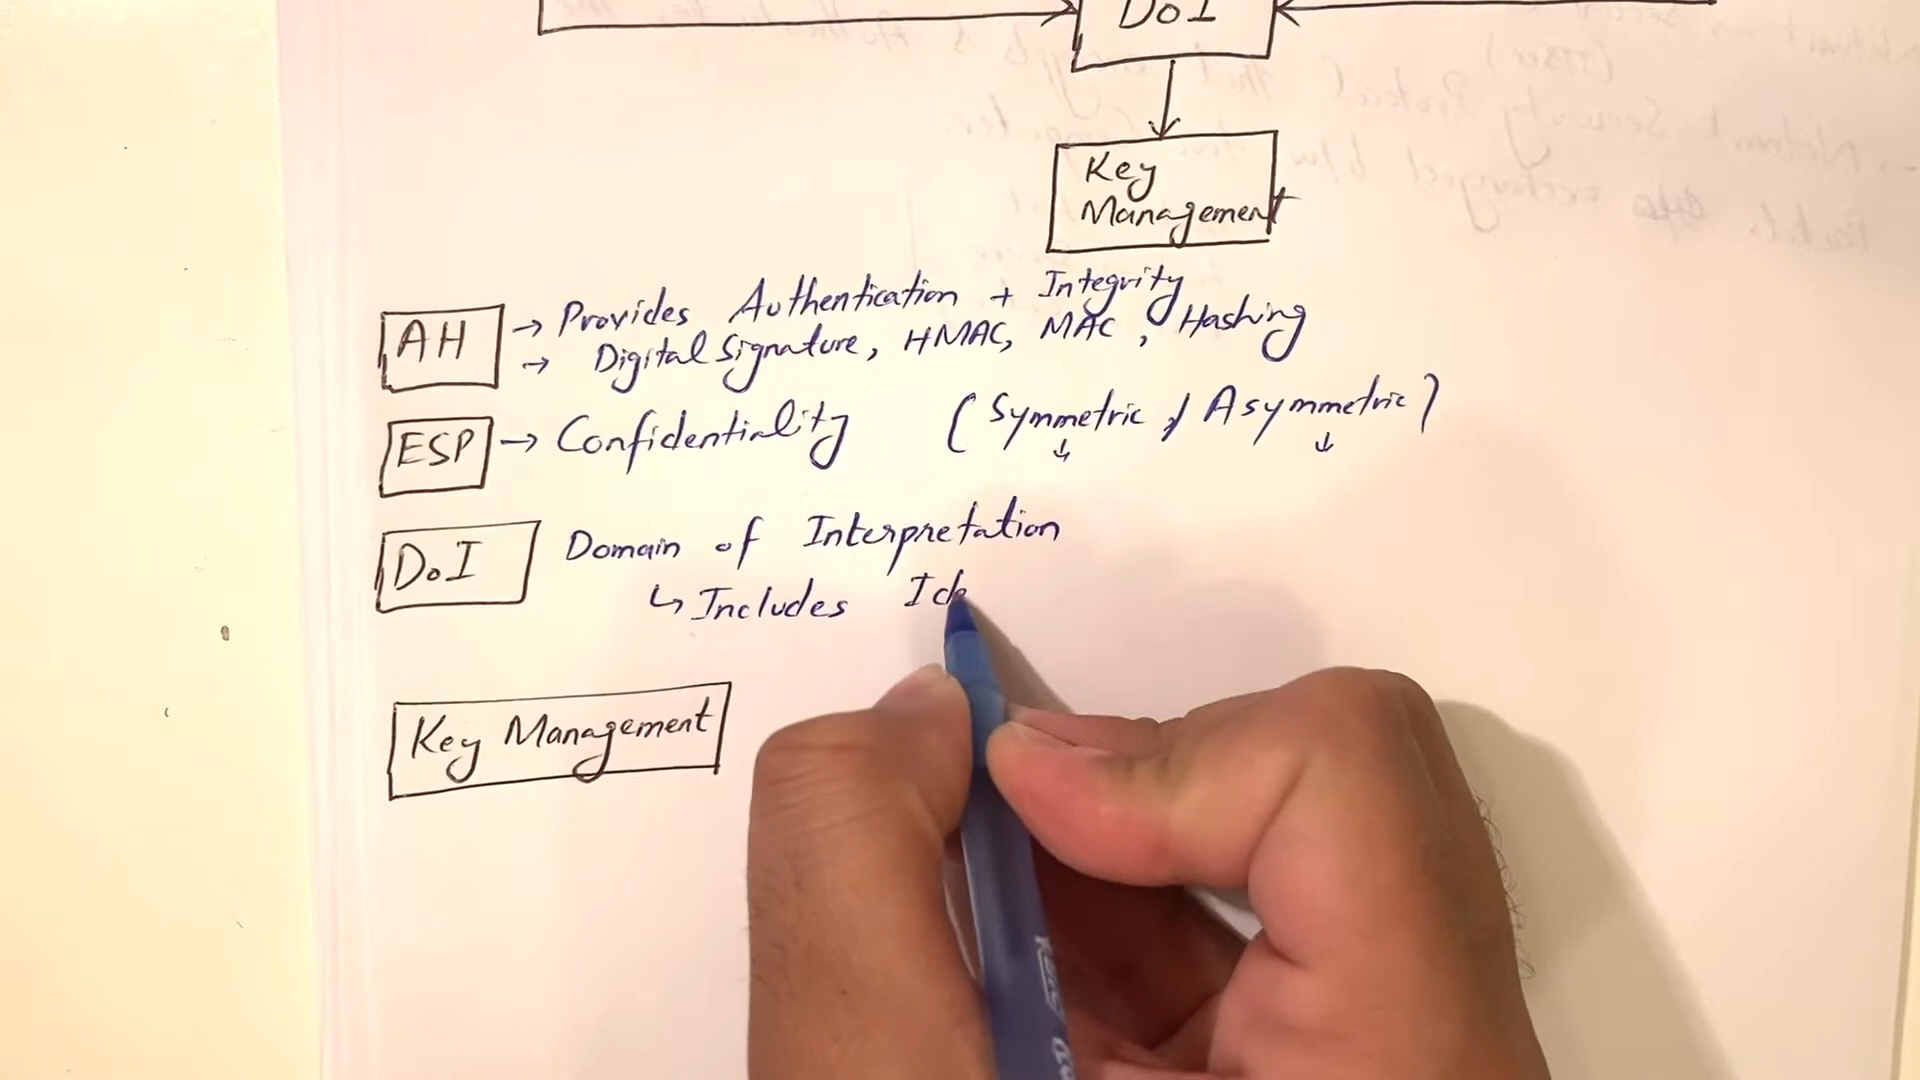 DoI
Key
Management
AH → Provides Authentication + Integrity
→ Digital Signature, HMAC, MAC, Hashing
ESP → Confidentiality (Symmetric / Asymmetric)
DoI Domain of Interpretation
↳ Includes Ide
Key Management